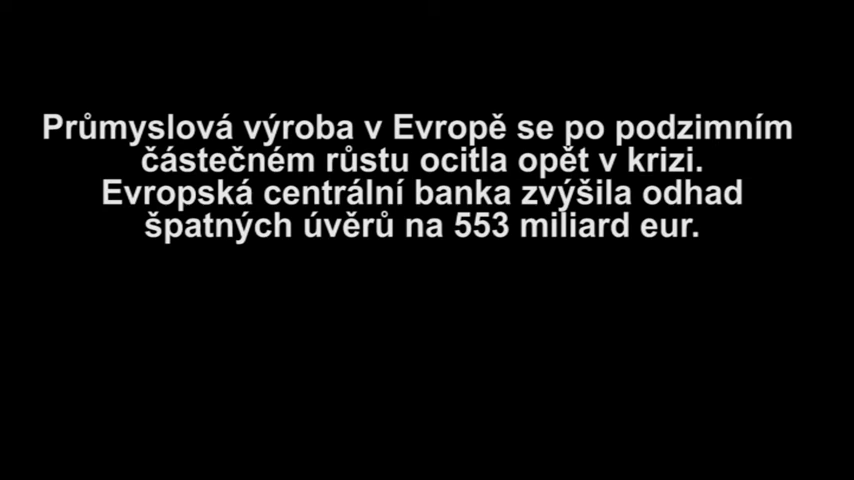 Průmyslová výroba v Evropě se po podzimním
částečném růstu ocitla opět v krizi.
Evropská centrální banka zvýšila odhad
špatných úvěrů na 553 miliard eur.